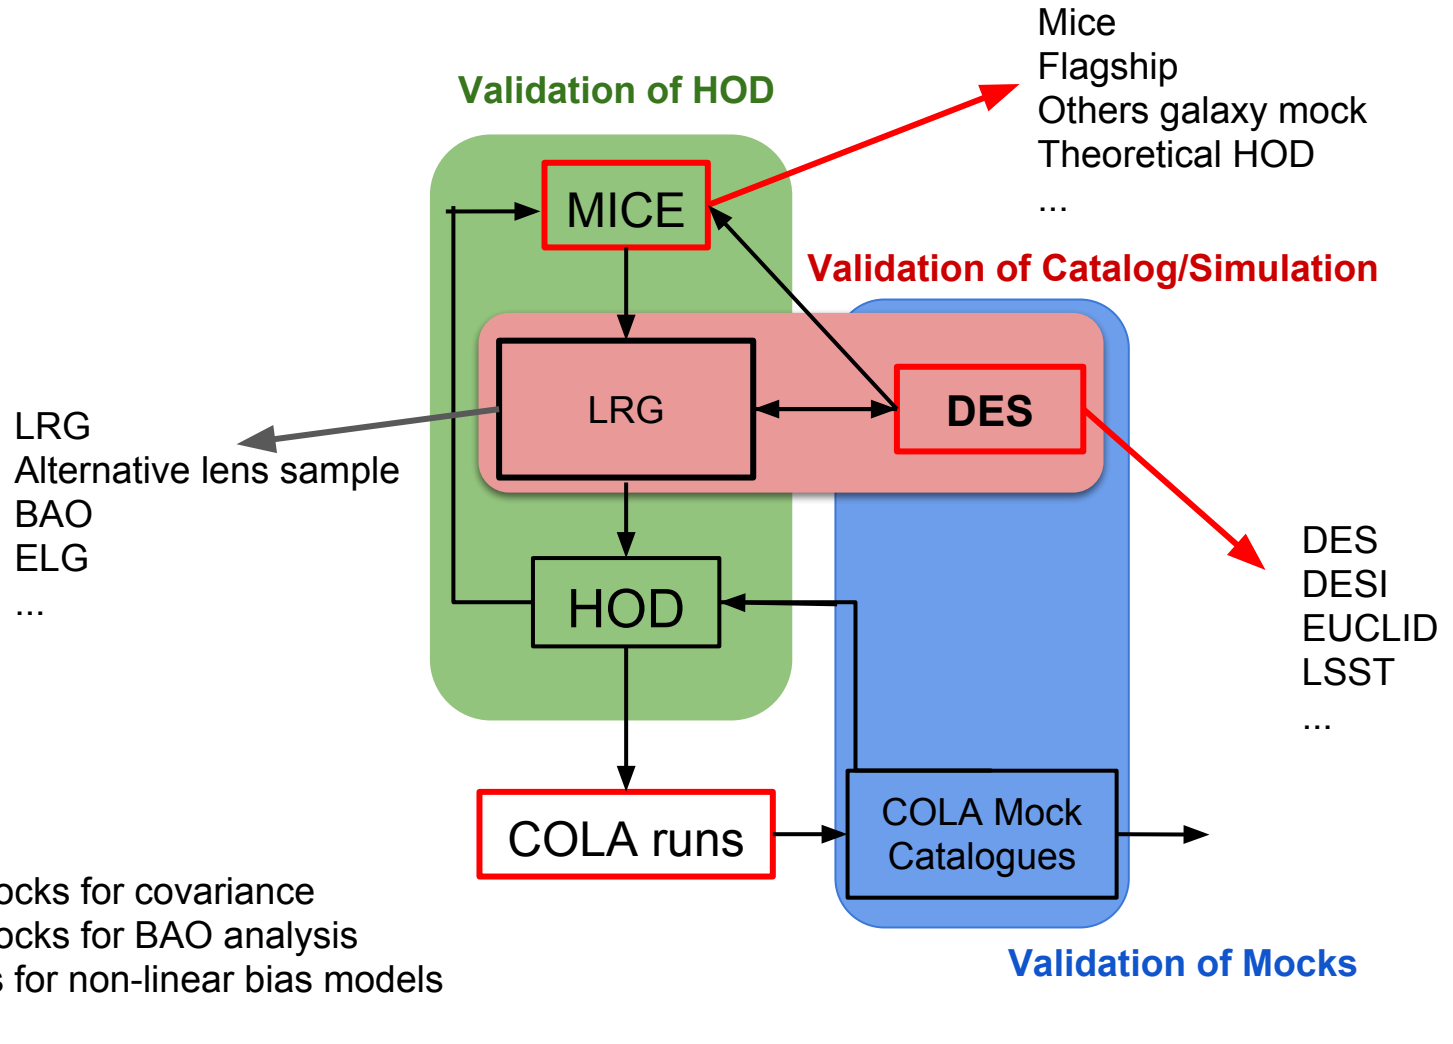 Mice
Flagship
Others galaxy mock
Theoretical HOD
...
Validation of HOD
MICE
Validation of Catalog/Simulation
LRG
DES
LRG
Alternative lens sample
BAO
ELG
...
HOD
DES
DESI
EUCLID
LSST
...
COLA runs
COLA Mock
Catalogues
for covariance
for BAO analysis
for non-linear bias models
Validation of Mocks